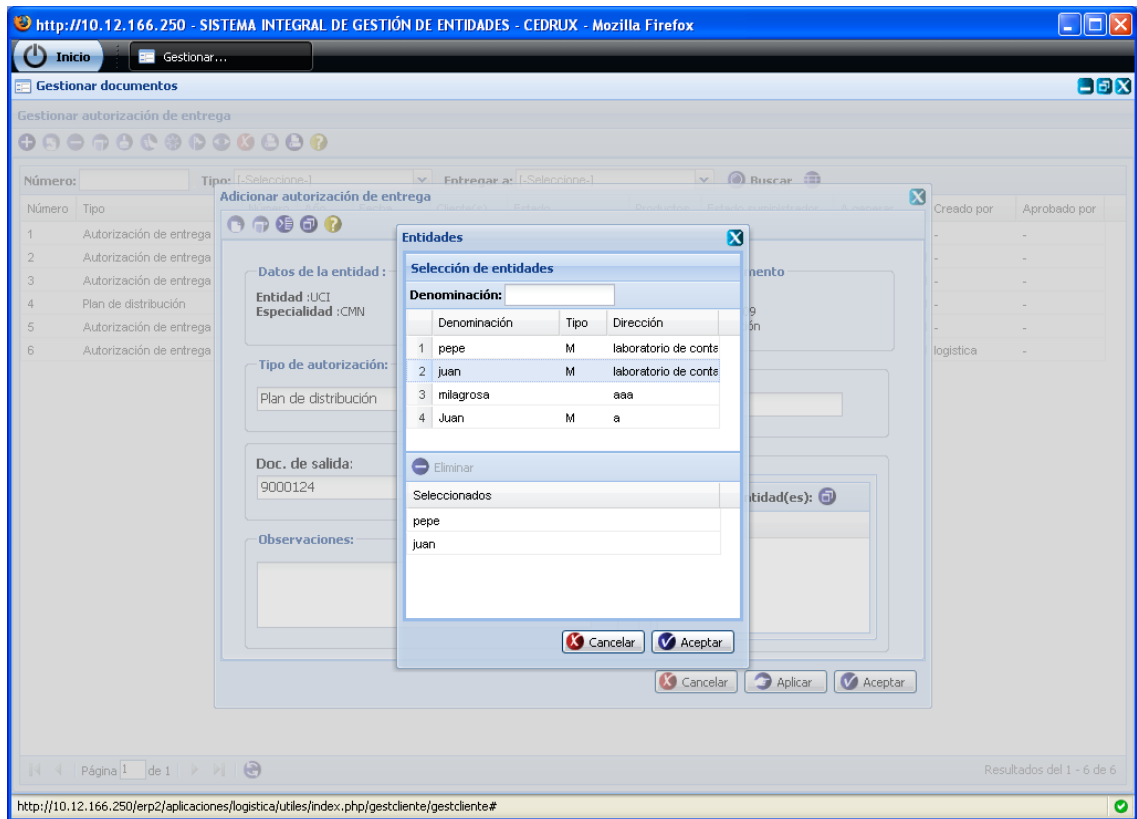 http://10.12.166.250 - SISTEMA INTEGRAL DE GESTIÓN DE ENTIDADES - CEDRUX - Mozilla Firefox
Inicio Gestionar...
Gestionar documentos
Gestionar autorización de entrega
Número: Tipo: [-Seleccione-] Entregar a: [-Seleccione-] Buscar
Adicionar autorización de entrega
Número Tipo Creado por Aprobado por
1 Autorización de entrega - -
2 Autorización de entrega - -
3 Autorización de entrega - -
4 Plan de distribución - -
5 Autorización de entrega - -
6 Autorización de entrega logistica -
Datos de la entidad :
Entidad :UCI
Especialidad :CMN
Tipo de autorización:
Plan de distribución
Doc. de salida:
9000124
Observaciones:
Entidades
Selección de entidades
Denominación:
Denominación Tipo Dirección
1 pepe M laboratorio de conta
2 juan M laboratorio de conta
3 milagrosa aaa
4 Juan M a
Eliminar
Seleccionados
pepe
juan
Cancelar Aceptar
mento
9
ón
tidad(es):
Cancelar Aplicar Aceptar
Página 1 de 1 Resultados del 1 - 6 de 6
http://10.12.166.250/erp2/aplicaciones/logistica/utiles/index.php/gestcliente/gestcliente#